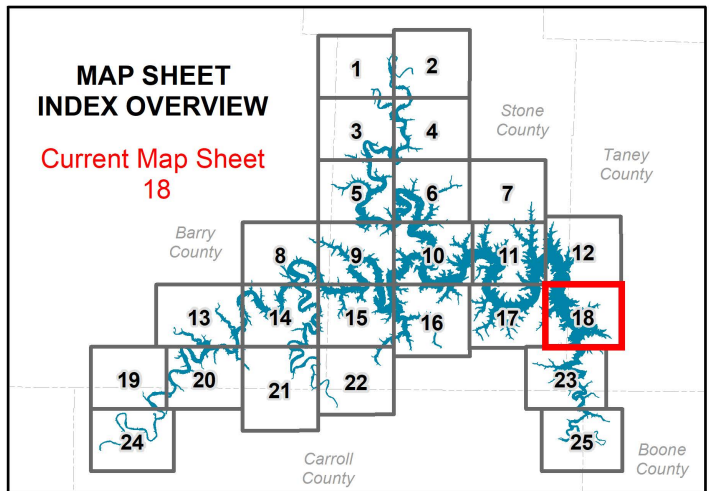 MAP SHEET
INDEX OVERVIEW
Current Map Sheet
18
1
2
3
4
Stone
County
Taney
County
5
6
7
Barry
County
8
9
10
11
12
13
14
15
16
17
18
19
20
21
22
23
24
25
Carroll
County
Boone
County